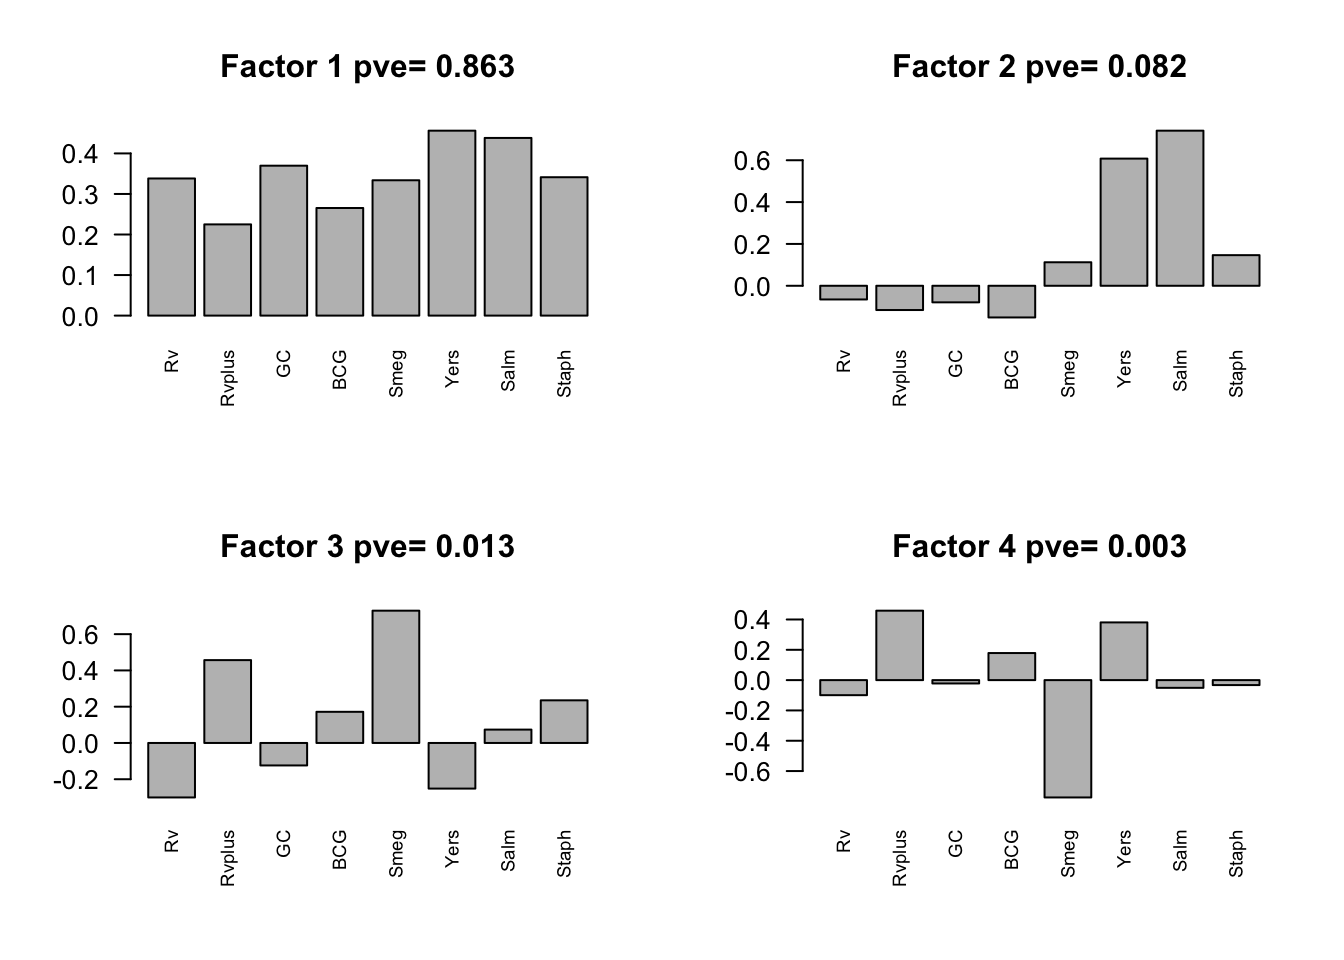 Factor 1 pve= 0.863
0.4
0.3
0.2
0.1
0.0
Rv
Rvplus
GC
BCG
Smeg
Yers
Salm
Staph
Factor 2 pve= 0.082
0.6
0.4
0.2
0.0
Rv
Rvplus
GC
BCG
Smeg
Yers
Salm
Staph
Factor 3 pve= 0.013
0.6
0.4
0.2
0.0
-0.2
Rv
Rvplus
GC
BCG
Smeg
Yers
Salm
Staph
Factor 4 pve= 0.003
0.4
0.2
0.0
-0.2
-0.4
-0.6
Rv
Rvplus
GC
BCG
Smeg
Yers
Salm
Staph